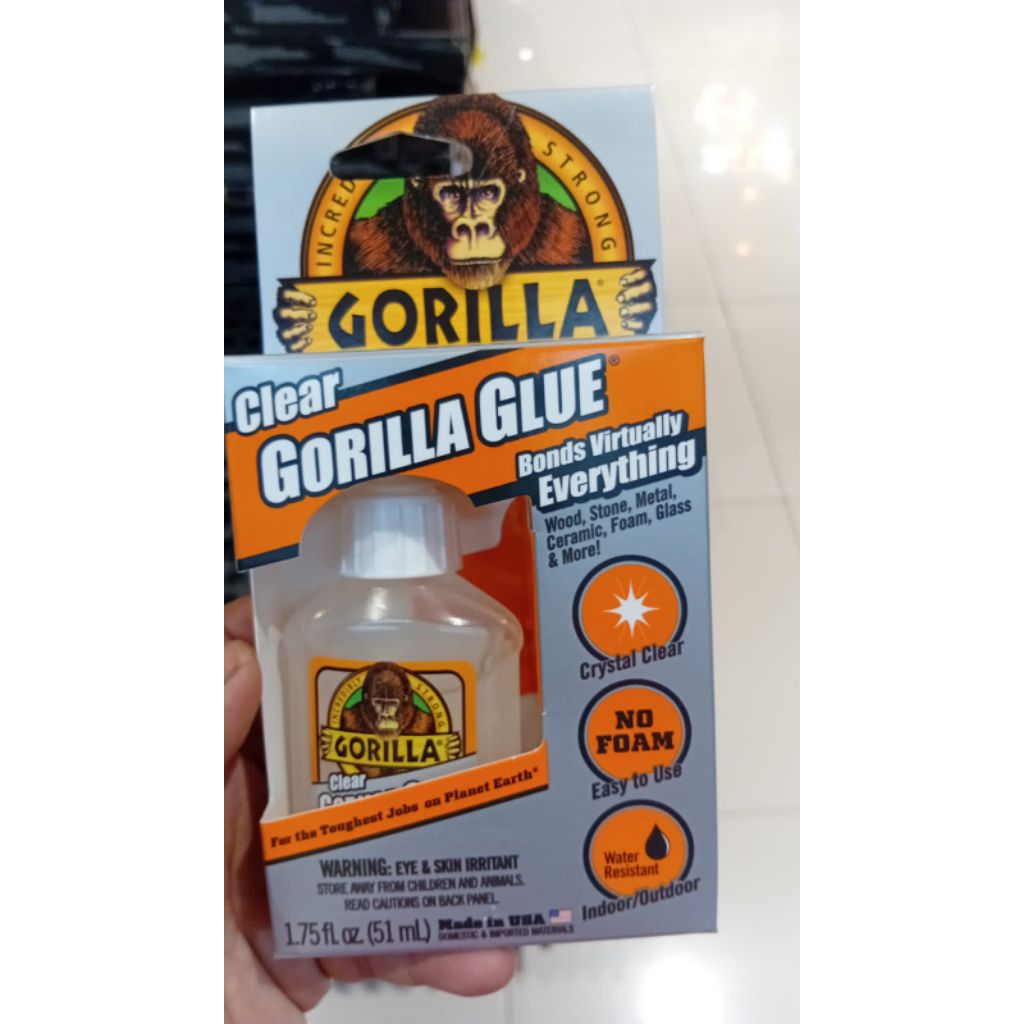 INCRED STRONG
GORILLA
Clear
GORILLA GLUE®
Bonds Virtually
Everything
Wood, Stone, Metal,
Ceramic, Foam, Glass
& More!
Crystal Clear
NO
FOAM
Easy to Use
Water
Resistant
Indoor/Outdoor
INCREDIBLY STRONG
GORILLA
Clear
For the Toughest Jobs on Planet Earth®
WARNING: EYE & SKIN IRRITANT
STORE AWAY FROM CHILDREN AND ANIMALS.
READ CAUTIONS ON BACK PANEL.
1.75 fl. oz. (51 mL) Made in USA
DOMESTIC & IMPORTED MATERIALS